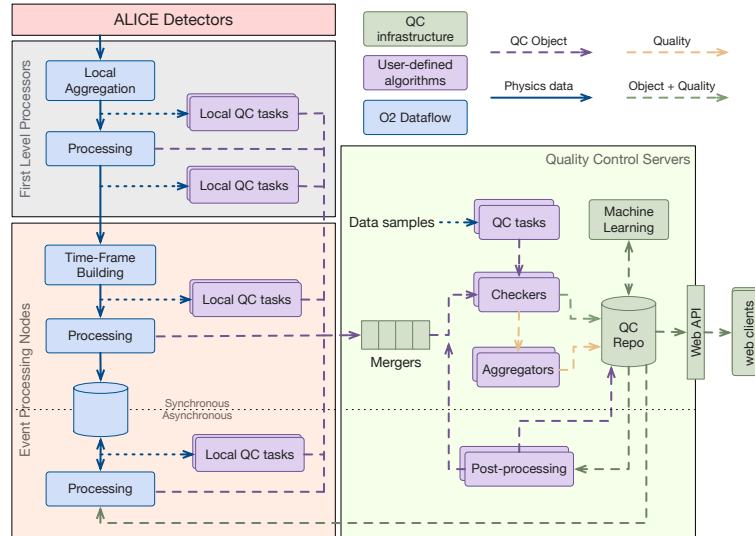 ALICE Detectors
QC
infrastructure
User-defined
algorithms
O2 Dataflow
QC Object
Quality
Physics data
Object + Quality
First Level Processors
Local
Aggregation
Local QC tasks
Processing
Local QC tasks
Event Processing Nodes
Time-Frame
Building
Local QC tasks
Processing
Synchronous
Asynchronous
Local QC tasks
Processing
Quality Control Servers
Data samples
QC tasks
Machine
Learning
Checkers
Mergers
Aggregators
QC
Repo
Web API
web clients
Post-processing